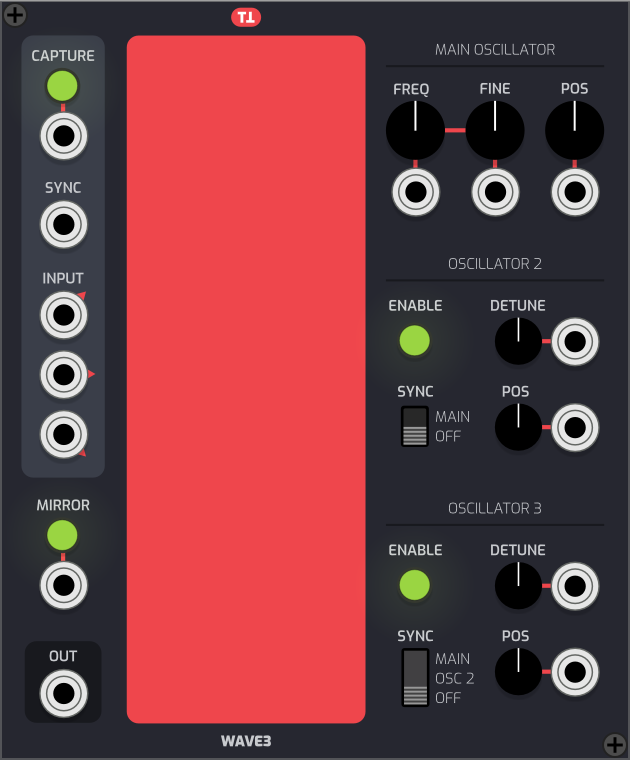 CAPTURE
SYNC
INPUT
MIRROR
OUT
WAVE3
MAIN OSCILLATOR
FREQ FINE POS
OSCILLATOR 2
ENABLE DETUNE
SYNC POS
MAIN
OFF
OSCILLATOR 3
ENABLE DETUNE
SYNC POS
MAIN
OSC 2
OFF